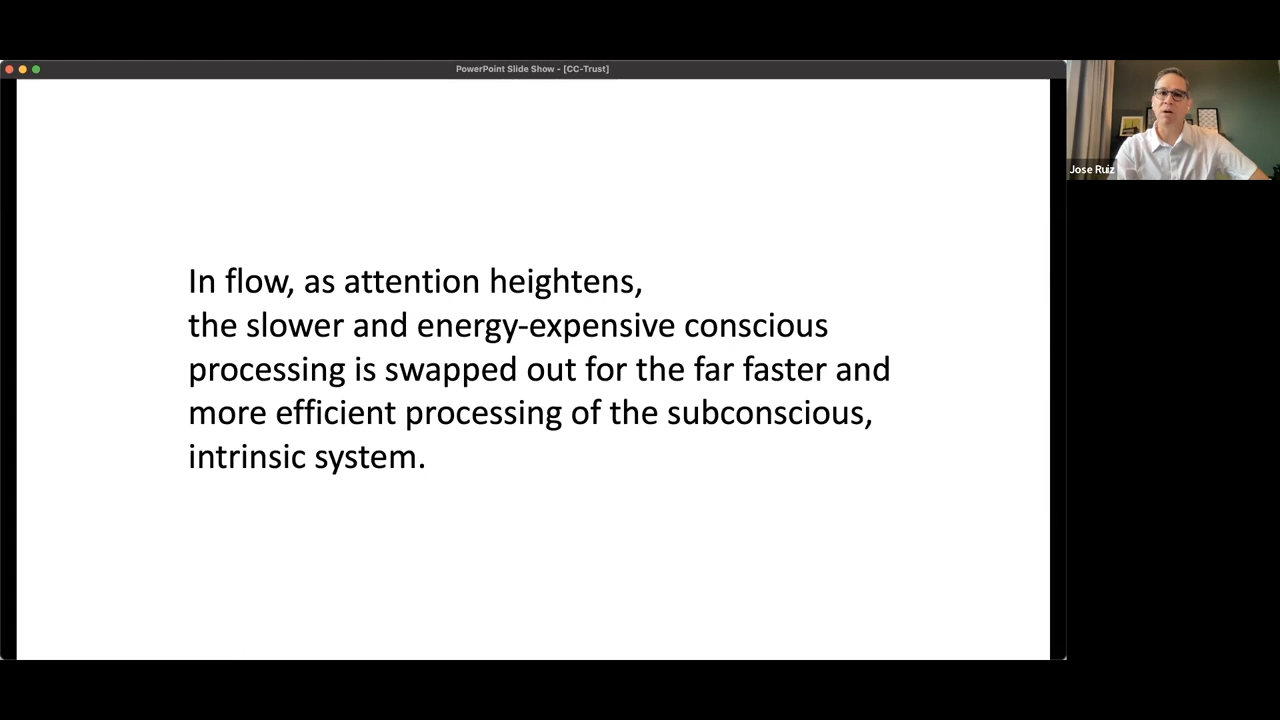 PowerPoint Slide Show - [CC-Trust]
In flow, as attention heightens,
the slower and energy-expensive conscious
processing is swapped out for the far faster and
more efficient processing of the subconscious,
intrinsic system.
Jose Ruiz